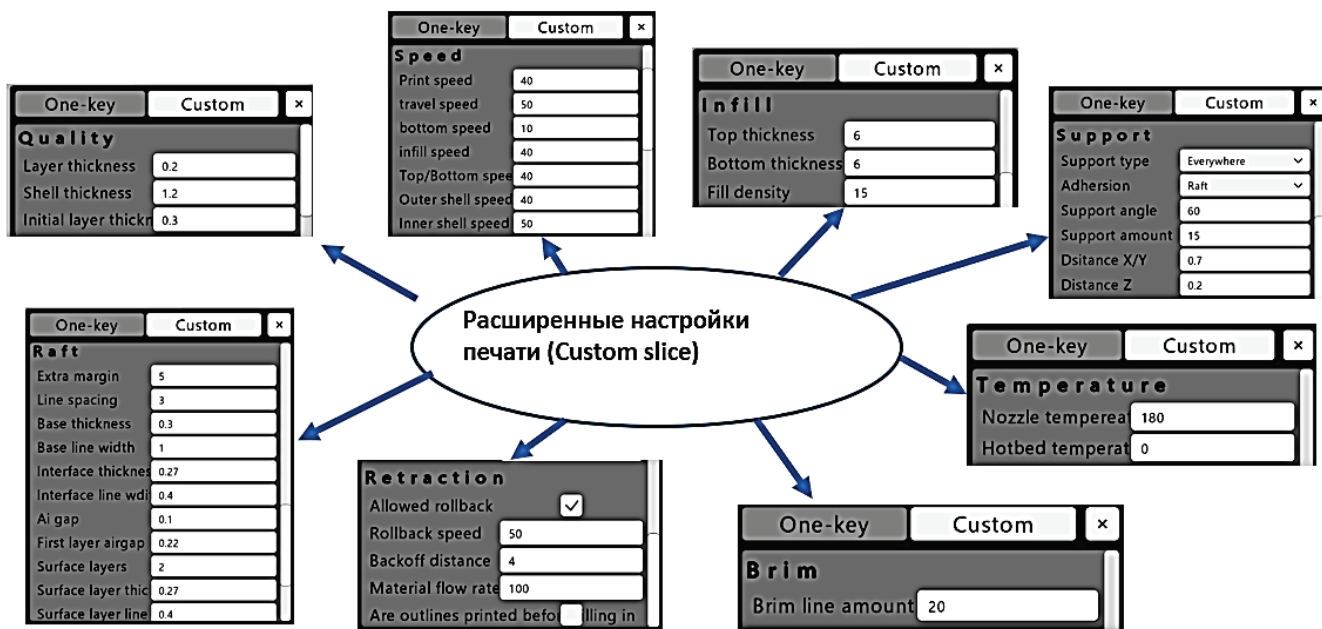 One-key Custom ×
Quality
Layer thickness 0.2
Shell thickness 1.2
Initial layer thickn 0.3
One-key Custom ×
Speed
Print speed 40
travel speed 50
bottom speed 10
infill speed 40
Top/Bottom spee 40
Outer shell speed 40
Inner shell speed 50
One-key Custom ×
Infill
Top thickness 6
Bottom thickness 6
Fill density 15
One-key Custom ×
Support
Support type Everywhere
Adhersion Raft
Support angle 60
Support amount 15
Dsitance X/Y 0.7
Distance Z 0.2
Расширенные настройки
печати (Custom slice)
One-key Custom ×
Raft
Extra margin 5
Line spacing 3
Base thickness 0.3
Base line width 1
Interface thicknes 0.27
Interface line wdi 0.4
Ai gap 0.1
First layer airgap 0.22
Surface layers 2
Surface layer thic 0.27
Surface layer line 0.4
Retraction
Allowed rollback
Rollback speed 50
Backoff distance 4
Material flow rate 100
Are outlines printed befor illing in
One-key Custom ×
Brim
Brim line amount 20
One-key Custom ×
Temperature
Nozzle tempereat 180
Hotbed temperat 0